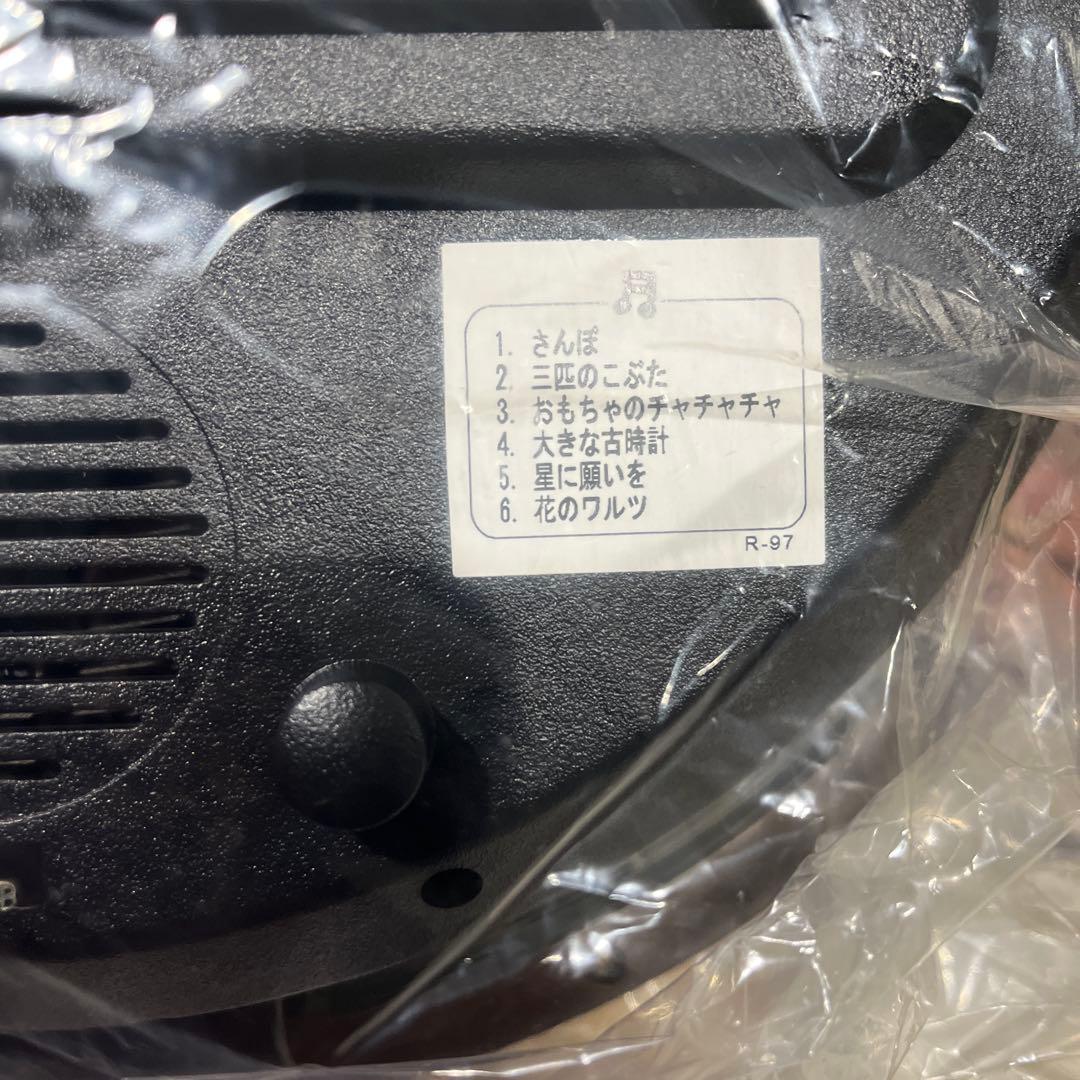 1. さんぽ
2. 三匹のこぶた
3. おもちゃのチャチャチャ
4. 大きな古時計
5. 星に願いを
6. 花のワルツ
R-97
B